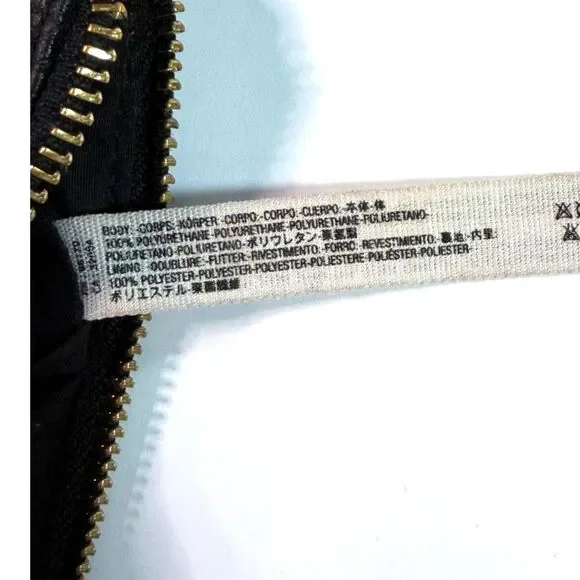 BODY·-CORPS·-KÖRPER·-CORPO·-CORPO·-CUERPO·-本体·体
100% POLYURETHANE-POLYURETHANE-POLIURETANO-
POLIURETANO-POLIURETANO-ポリウレタン-聚氨酯
LINING:·DOUBLURE:·FUTTER:·RIVESTIMENTO:·FORRO:·REVESTIMIENTO:·裏地:·内里:
100% POLYESTER-POLYESTER-POLYESTER-POLIESTERE-POLIÉSTER-POLIESTER-
ポリエステル-聚酯纖維